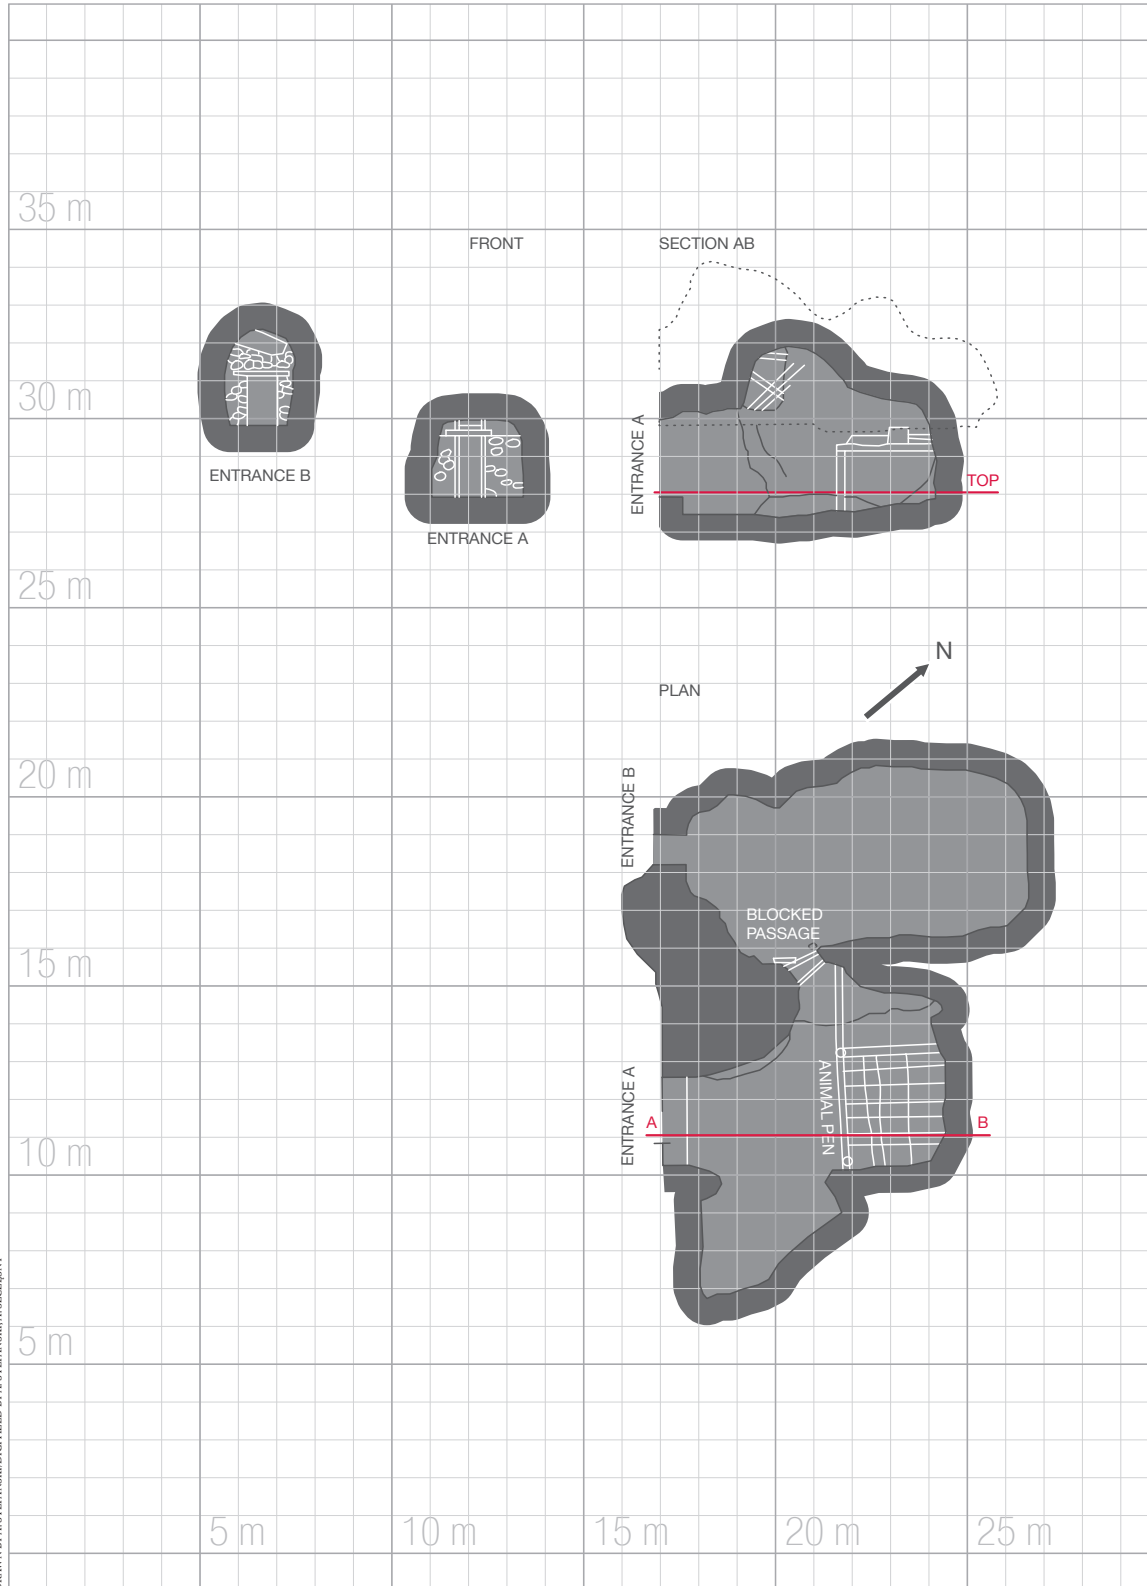 35 m
FRONT
SECTION AB
30 m
ENTRANCE A
ENTRANCE B
TOP
ENTRANCE A
25 m
N
PLAN
20 m
ENTRANCE B
BLOCKED
PASSAGE
15 m
ENTRANCE A
ANIMAL PEN
A
B
10 m
5 m
5 m
10 m
15 m
20 m
25 m